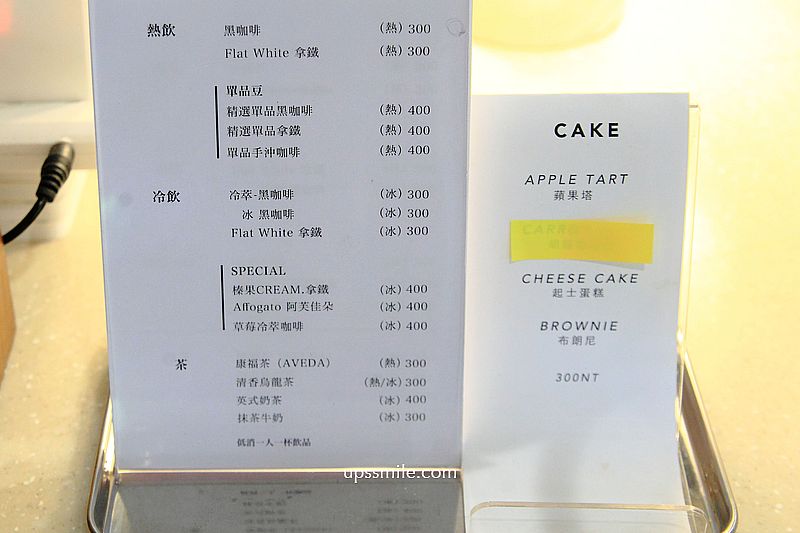 熱飲 黑咖啡 (熱) 300
Flat White 拿鐵 (熱) 300
單品豆
精選單品黑咖啡 (熱) 400
精選單品拿鐵 (熱) 400
單品手沖咖啡 (熱) 400
冷飲 冷萃-黑咖啡 (冰) 300
冰 黑咖啡 (冰) 300
Flat White 拿鐵 (冰) 300
SPECIAL
榛果CREAM.拿鐵 (冰) 400
Affogato 阿芙佳朵 (冰) 400
草莓冷萃咖啡 (冰) 400
茶 康福茶 (AVEDA) (熱) 300
清香烏龍茶 (熱/冰) 300
英式奶茶 (冰) 400
抹茶牛奶 (冰) 300
低消一人一杯飲品
CAKE
APPLE TART
蘋果塔
CARRO
CHEESE CAKE
起士蛋糕
BROWNIE
布朗尼
300NT
upssmile.com